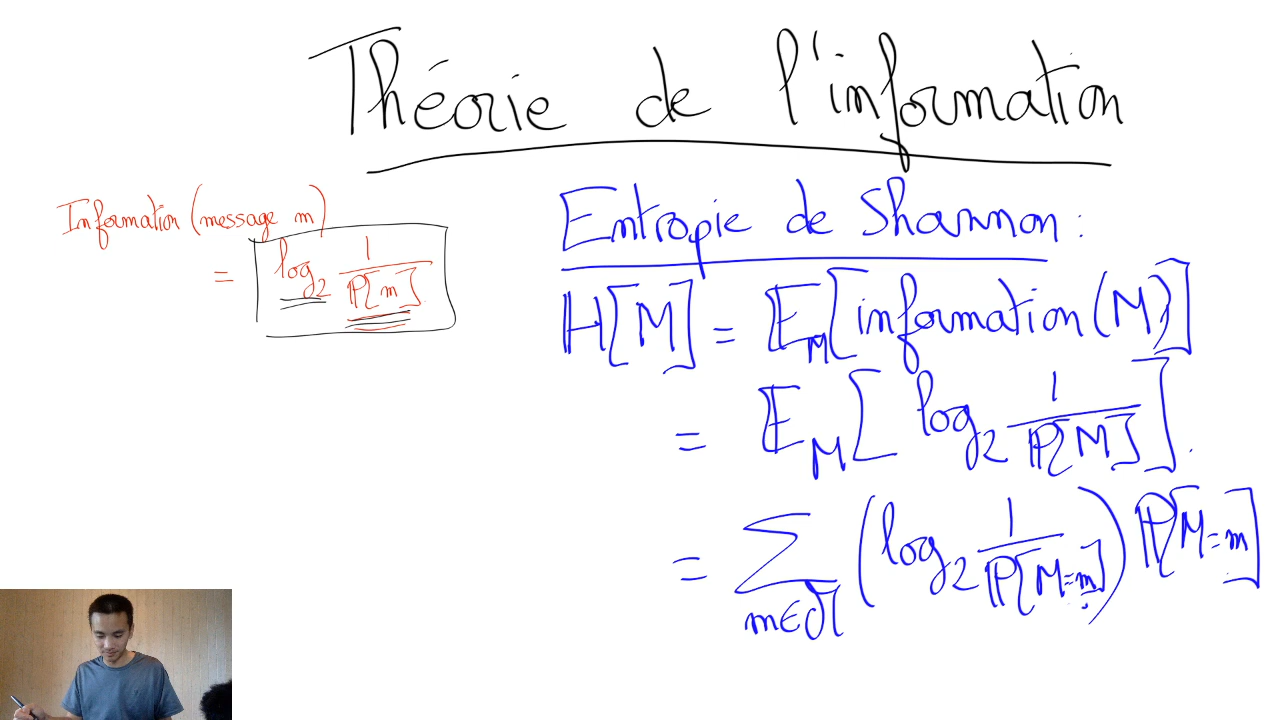 Théorie de l'information
Information (message m)
= log₂ 1/ℙ[m]
Entropie de Shannon :
H[M] = 𝔼_M[information(M)]
= 𝔼_M[log₂ 1/ℙ[M]].
= ∑_{m∈ℳ} (log₂ 1/ℙ[M=m]) ℙ[M=m]